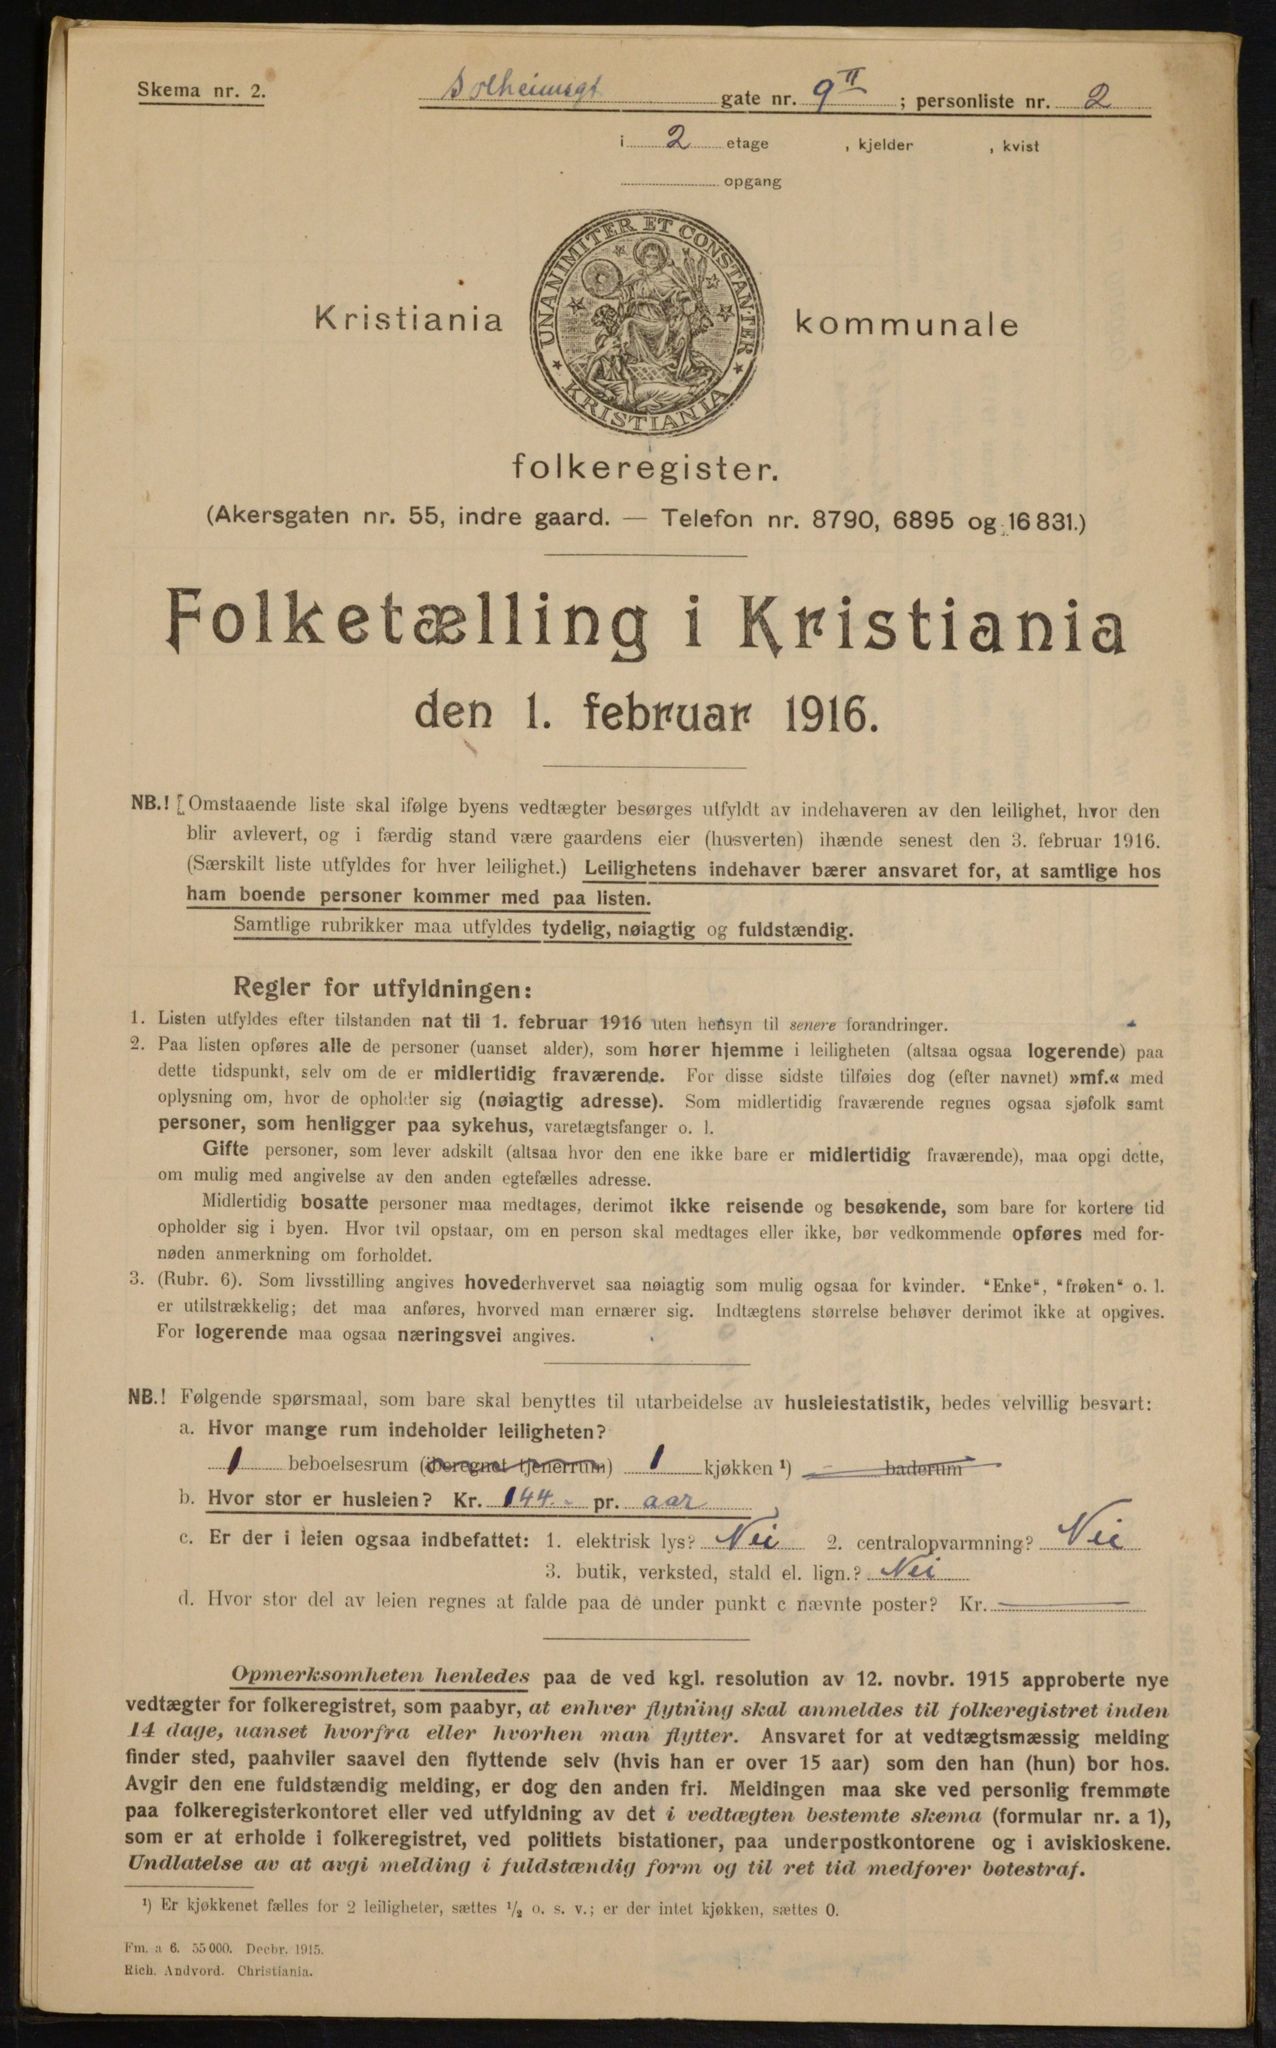 Skema nr. 2.
Solheimsgt gate nr. 9 II ; personliste nr. 2
i 2 etage , kjelder , kvist
opgang
UNANIMITER ET CONSTANTER
KRISTIANIA
Kristiania kommunale
folkeregister.
(Akersgaten nr. 55, indre gaard. — Telefon nr. 8790, 6895 og 16 831.)
Folketælling i Kristiania
den 1. februar 1916.
NB.! Omstaaende liste skal ifølge byens vedtægter besørges utfyldt av indehaveren av den leilighet, hvor den
blir avlevert, og i færdig stand være gaardens eier (husverten) ihænde senest den 3. februar 1916.
(Særskilt liste utfyldes for hver leilighet.) Leilighetens indehaver bærer ansvaret for, at samtlige hos
ham boende personer kommer med paa listen.
Samtlige rubrikker maa utfyldes tydelig, nøiagtig og fuldstændig.
Regler for utfyldningen:
1. Listen utfyldes efter tilstanden nat til 1. februar 1916 uten hensyn til senere forandringer.
2. Paa listen opføres alle de personer (uanset alder), som hører hjemme i leiligheten (altsaa ogsaa logerende) paa
dette tidspunkt, selv om de er midlertidig fraværende. For disse sidste tilføies dog (efter navnet) »mf.« med
oplysning om, hvor de opholder sig (nøiagtig adresse). Som midlertidig fraværende regnes ogsaa sjøfolk samt
personer, som henligger paa sykehus, varetægtsfanger o. l.
Gifte personer, som lever adskilt (altsaa hvor den ene ikke bare er midlertidig fraværende), maa opgi dette,
om mulig med angivelse av den anden egtefælles adresse.
Midlertidig bosatte personer maa medtages, derimot ikke reisende og besøkende, som bare for kortere tid
opholder sig i byen. Hvor tvil opstaar, om en person skal medtages eller ikke, bør vedkommende opføres med for-
nøden anmerkning om forholdet.
3. (Rubr. 6). Som livsstilling angives hovederhvervet saa nøiagtig som mulig ogsaa for kvinder. "Enke", "frøken" o. l.
er utilstrækkelig; det maa anføres, hvorved man ernærer sig. Indtægtens størrelse behøver derimot ikke at opgives.
For logerende maa ogsaa næringsvei angives.
NB.! Følgende spørsmaal, som bare skal benyttes til utarbeidelse av husleiestatistik, bedes velvillig besvart:
a. Hvor mange rum indeholder leiligheten?
1 beboelsesrum (iberegnet tjenerrum) 1 kjøkken ¹) baderum
b. Hvor stor er husleien? Kr. 144.- pr. aar
c. Er der i leien ogsaa indbefattet: 1. elektrisk lys? Nei 2. centralopvarmning? Nei
3. butik, verksted, stald el. lign.? Nei
d. Hvor stor del av leien regnes at falde paa de under punkt c nævnte poster? Kr.
Opmerksomheten henledes paa de ved kgl. resolution av 12. novbr. 1915 approberte nye
vedtægter for folkeregistret, som paabyr, at enhver flytning skal anmeldes til folkeregistret inden
14 dage, uanset hvorfra eller hvorhen man flytter. Ansvaret for at vedtægtsmæssig melding
finder sted, paahviler saavel den flyttende selv (hvis han er over 15 aar) som den han (hun) bor hos.
Avgir den ene fuldstændig melding, er dog den anden fri. Meldingen maa ske ved personlig fremmøte
paa folkeregisterkontoret eller ved utfyldning av det i vedtægten bestemte skema (formular nr. a 1),
som er at erholde i folkeregistret, ved politiets bistationer, paa underpostkontorene og i aviskioskene.
Undlatelse av at avgi melding i fuldstændig form og til ret tid medfører bøtestraf.
¹) Er kjøkkenet fælles for 2 leiligheter, sættes ½ o. s. v.; er der intet kjøkken, sættes 0.
Fm. a 6. 55 000. Decbr. 1915.
Rich. Andvord. Christiania.